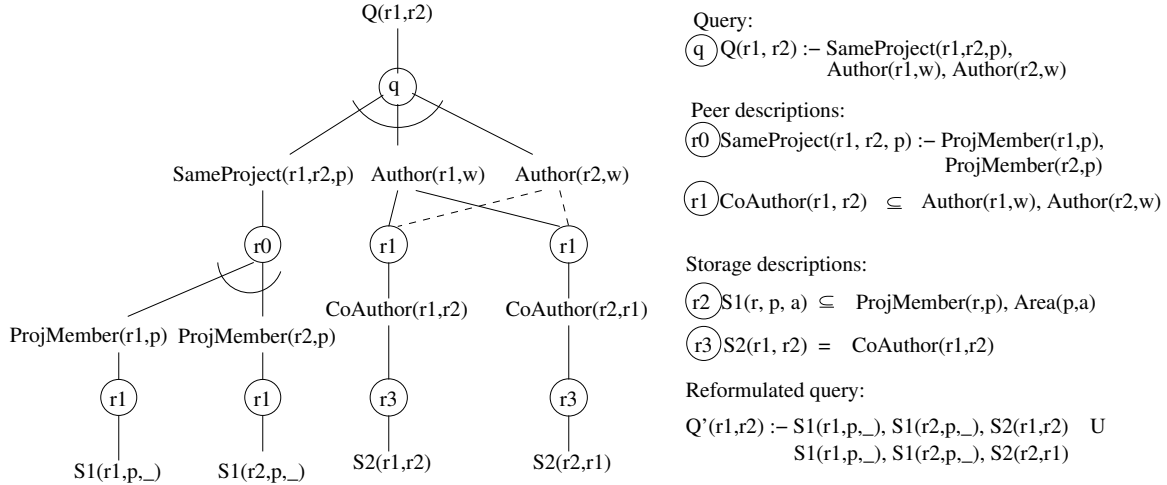 Q(r1,r2)
q
SameProject(r1,r2,p)
Author(r1,w)
Author(r2,w)
r0
r1
r1
ProjMember(r1,p)
ProjMember(r2,p)
CoAuthor(r1,r2)
CoAuthor(r2,r1)
r1
r1
r3
r3
S1(r1,p,_)
S1(r2,p,_)
S2(r1,r2)
S2(r2,r1)
Query:
q Q(r1, r2) :– SameProject(r1,r2,p),
Author(r1,w), Author(r2,w)
Peer descriptions:
r0 SameProject(r1, r2, p) :– ProjMember(r1,p),
ProjMember(r2,p)
r1 CoAuthor(r1, r2) ⊆ Author(r1,w), Author(r2,w)
Storage descriptions:
r2 S1(r, p, a) ⊆ ProjMember(r,p), Area(p,a)
r3 S2(r1, r2) = CoAuthor(r1,r2)
Reformulated query:
Q’(r1,r2) :– S1(r1,p,_), S1(r2,p,_), S2(r1,r2) U
S1(r1,p,_), S1(r2,p,_), S2(r2,r1)